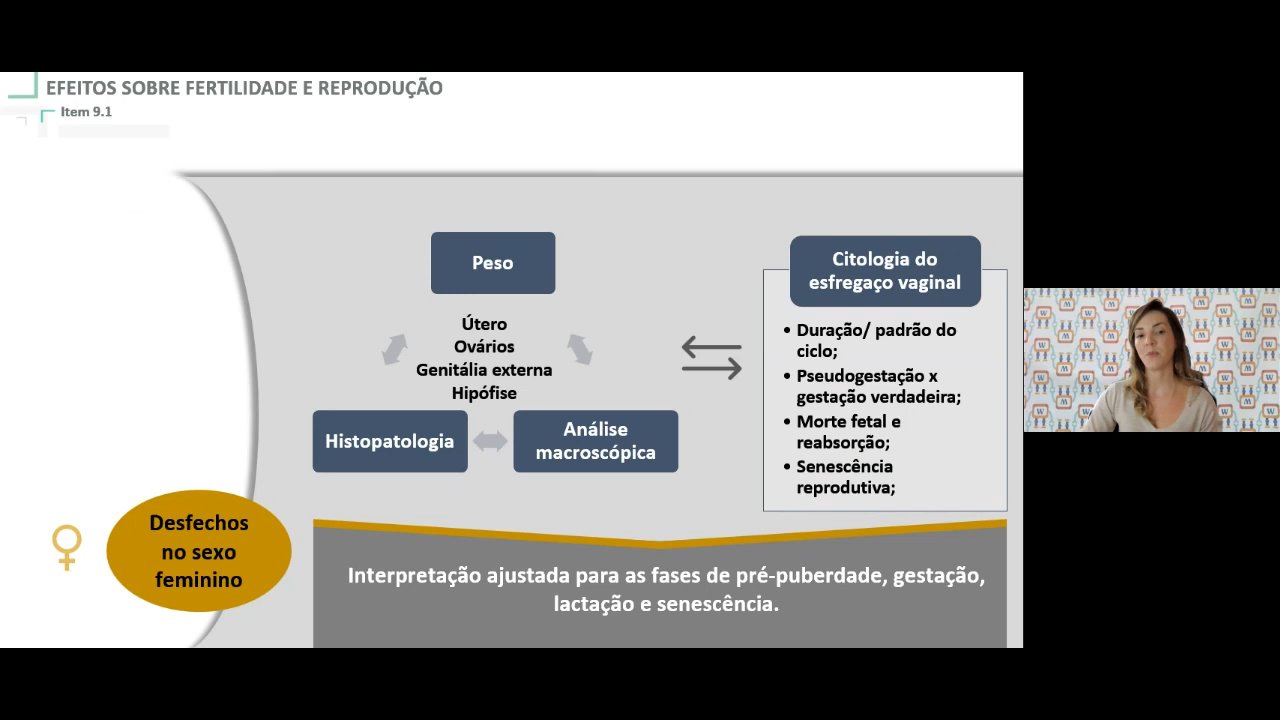 EFEITOS SOBRE FERTILIDADE E REPRODUÇÃO
Item 9.1
Peso
Útero
Ovários
Genitália externa
Hipófise
Histopatologia
Análise
macroscópica
Citologia do
esfregaço vaginal
• Duração/ padrão do
ciclo;
• Pseudogestação x
gestação verdadeira;
• Morte fetal e
reabsorção;
• Senescência
reprodutiva;
Desfechos
no sexo
feminino
Interpretação ajustada para as fases de pré-puberdade, gestação,
lactação e senescência.